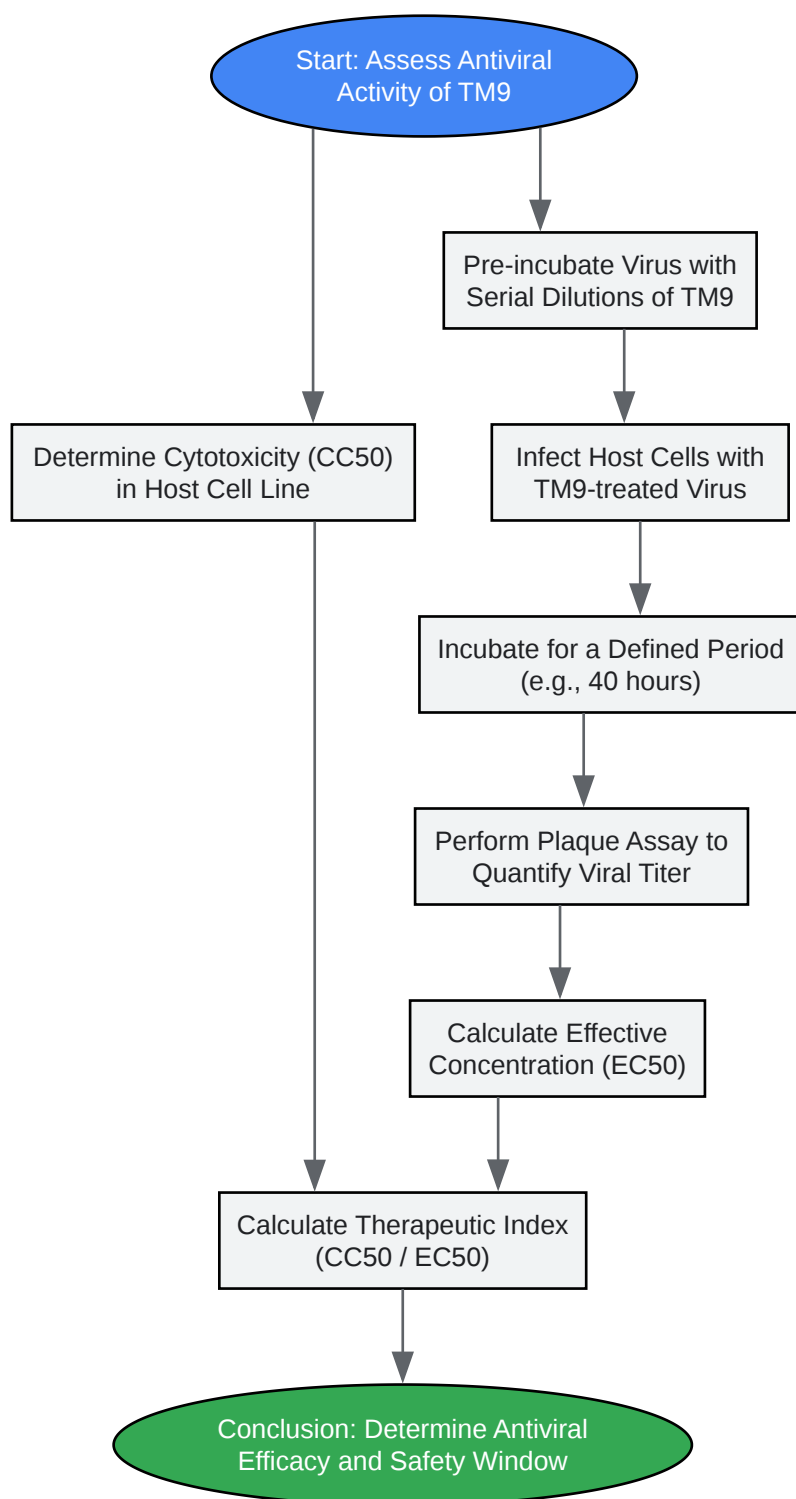 Start: Assess Antiviral
Activity of TM9
Pre-incubate Virus with
Serial Dilutions of TM9
Determine Cytotoxicity (CC50)
in Host Cell Line
Infect Host Cells with
TM9-treated Virus
Incubate for a Defined Period
(e.g., 40 hours)
Perform Plaque Assay to
Quantify Viral Titer
Calculate Effective
Concentration (EC50)
Calculate Therapeutic Index
(CC50 / EC50)
Conclusion: Determine Antiviral
Efficacy and Safety Window